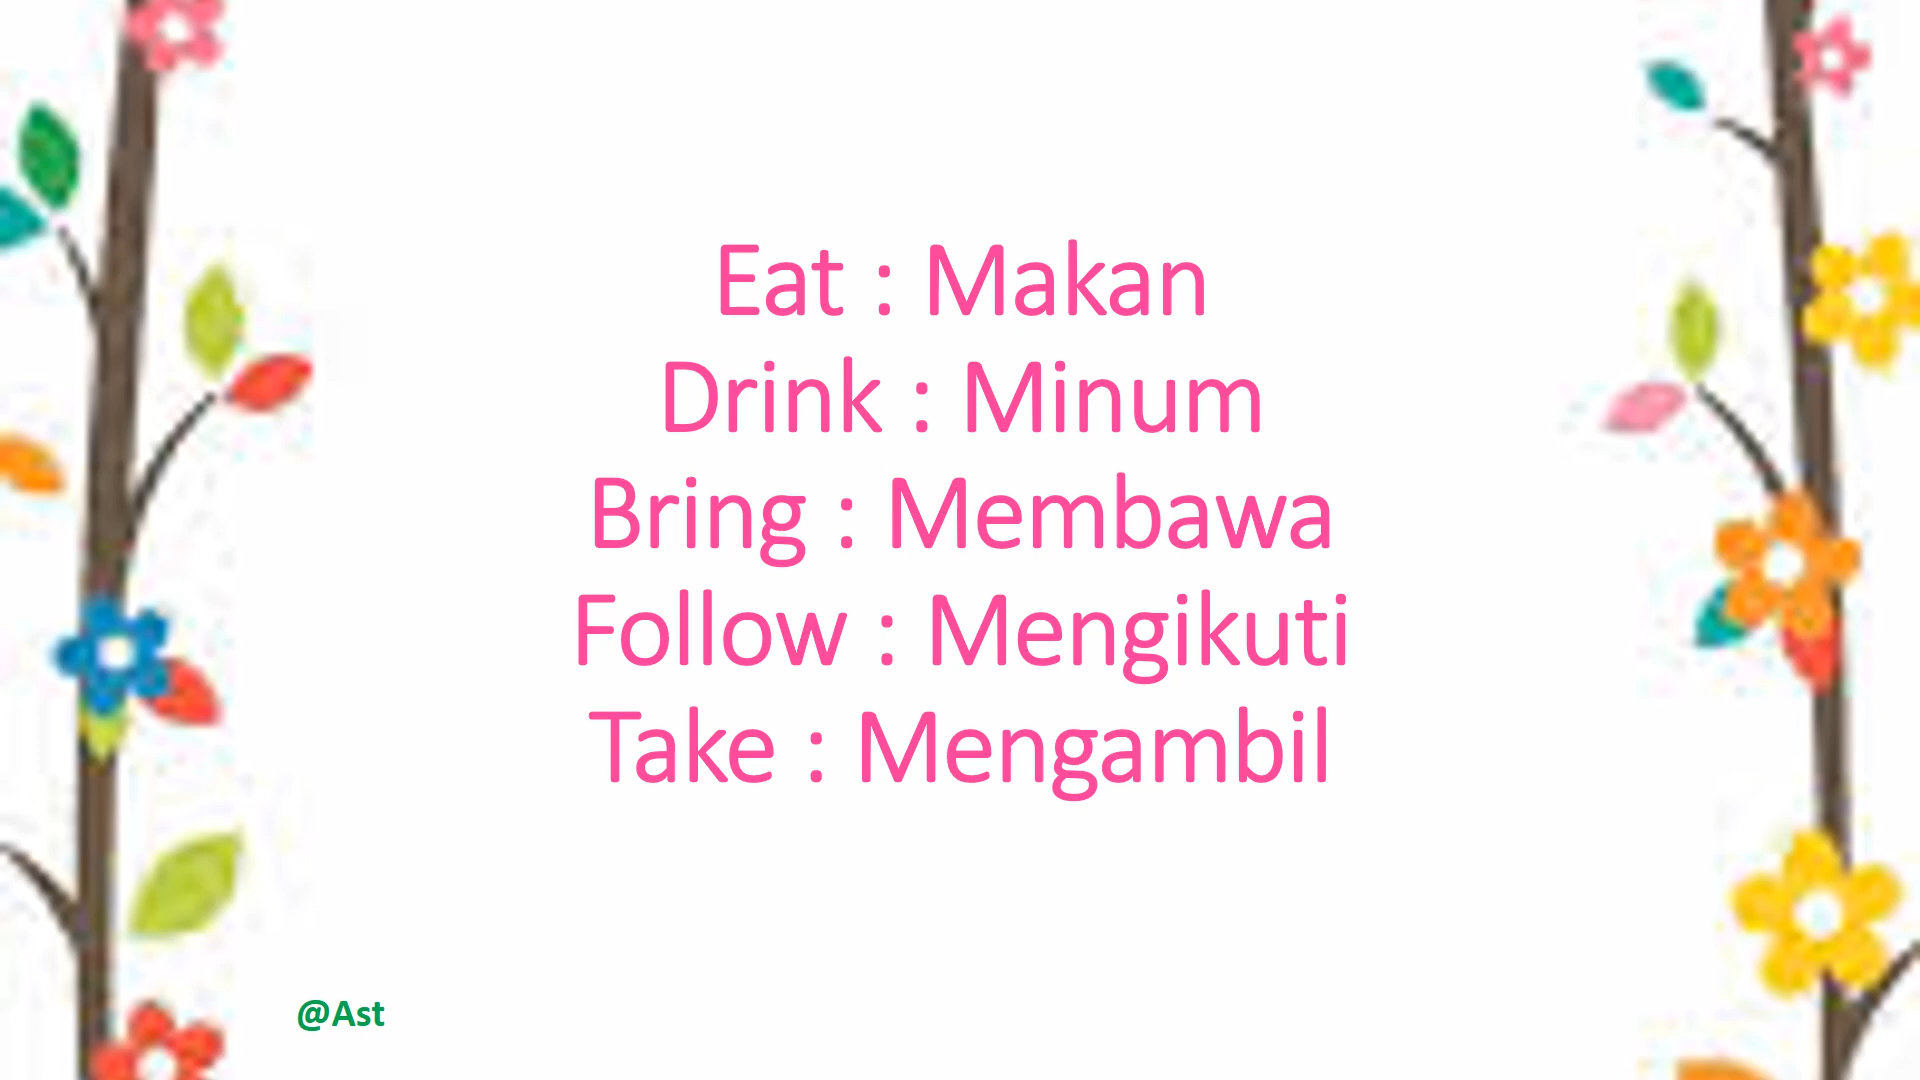 Eat : Makan
Drink : Minum
Bring : Membawa
Follow : Mengikuti
Take : Mengambil
@Ast